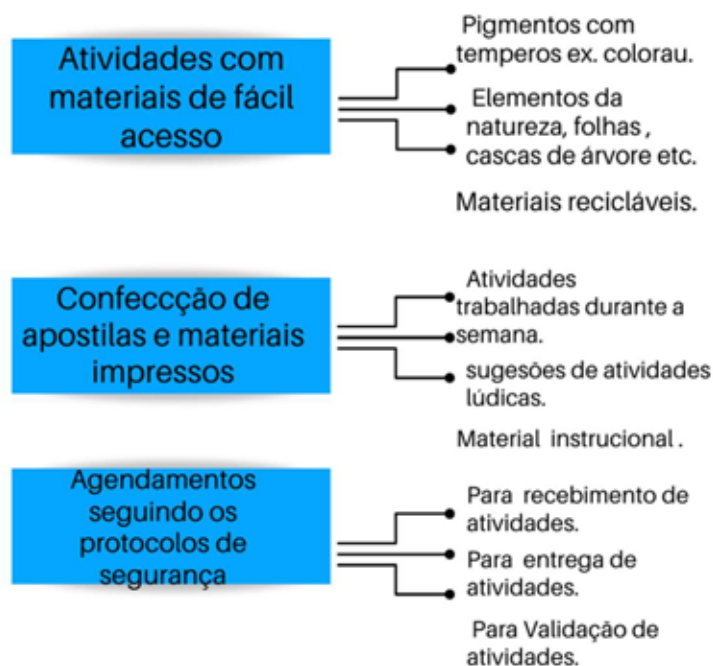 Atividades com
materiais de fácil
acesso
Pigmentos com
temperos ex. colorau.
Elementos da
natureza, folhas ,
cascas de árvore etc.
Materiais recicláveis.
Confeccção de
apostilas e materiais
impressos
Atividades
trabalhadas durante a
semana.
sugesões de atividades
lúdicas.
Material instrucional .
Agendamentos
seguindo os
protocolos de
segurança
Para recebimento de
atividades.
Para entrega de
atividades.
Para Validação de
atividades.